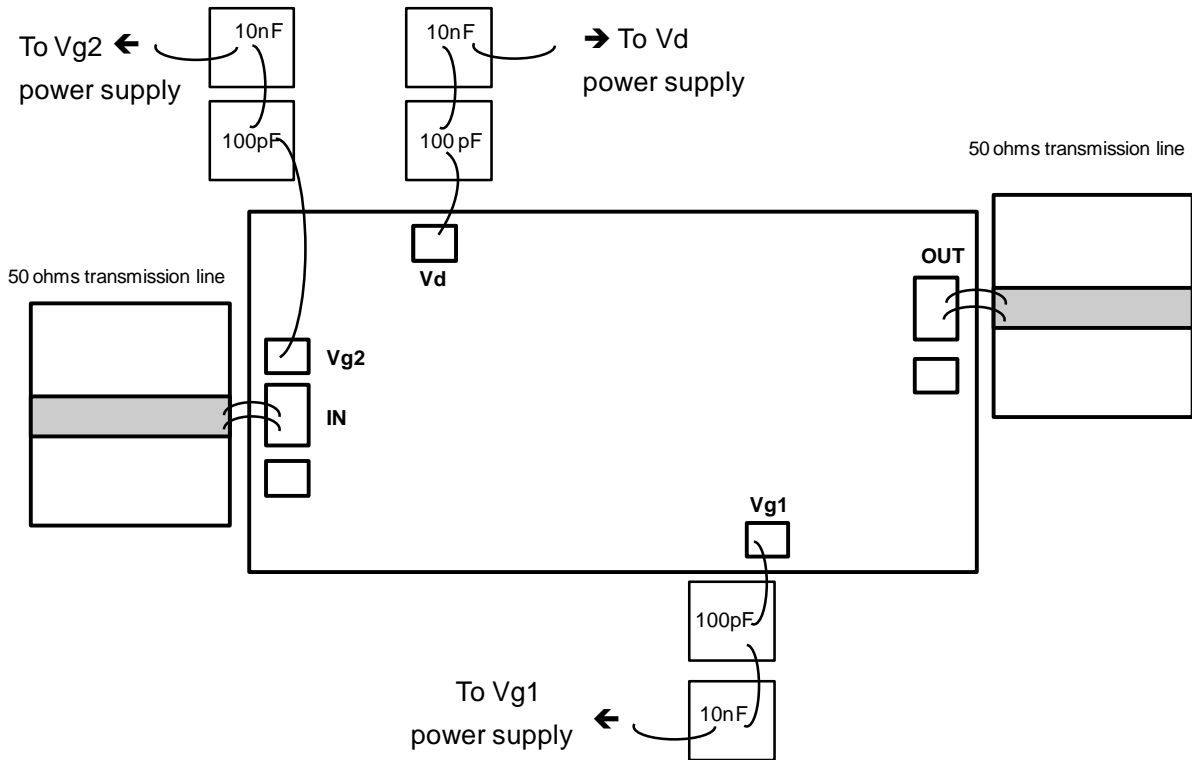 To Vg2 🡸
power supply
10nF
100pF
10nF
100 pF
🡺 To Vd
power supply
50 ohms transmission line
Vd
OUT
50 ohms transmission line
Vg2
IN
Vg1
100pF
10nF
To Vg1
power supply 🡸